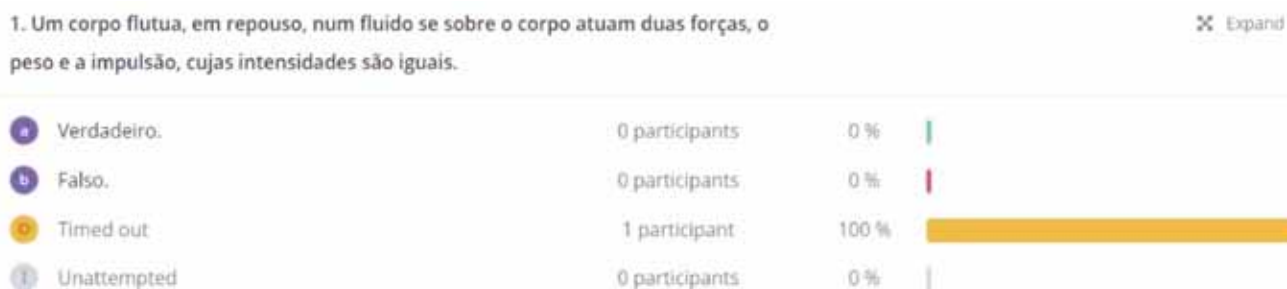 1. Um corpo flutua, em repouso, num fluido se sobre o corpo atuam duas forças, o
Expand
peso e a impulsão, cujas intensidades são iguais.
a Verdadeiro. 0 participants 0 %
b Falso. 0 participants 0 %
Timed out 1 participant 100 %
Unattempted 0 participants 0 %